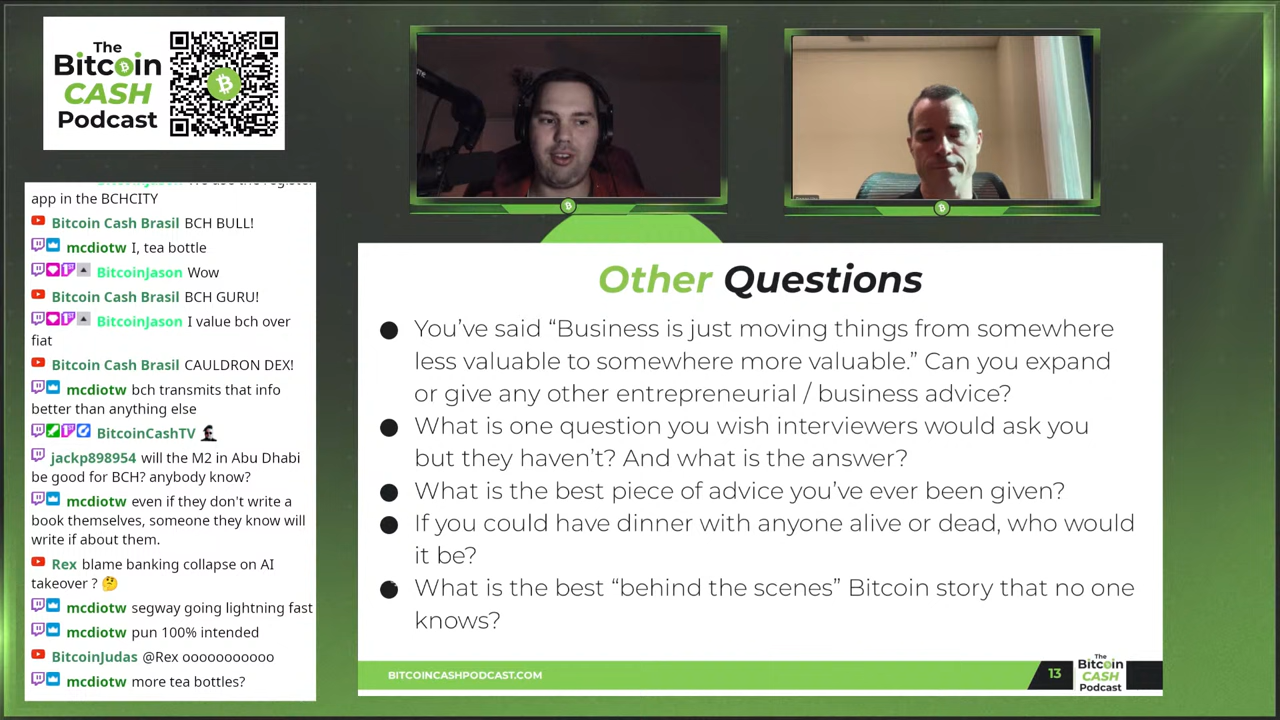 The
Bitcoin
CASH
Podcast
app in the BCHCITY
Bitcoin Cash Brasil BCH BULL!
mcdiotw I, tea bottle
BitcoinJason Wow
Bitcoin Cash Brasil BCH GURU!
BitcoinJason I value bch over
fiat
Bitcoin Cash Brasil CAULDRON DEX!
mcdiotw bch transmits that info
better than anything else
BitcoinCashTV
jackp898954 will the M2 in Abu Dhabi
be good for BCH? anybody know?
mcdiotw even if they don't write a
book themselves, someone they know will
write if about them.
Rex blame banking collapse on AI
takeover ? 🤔
mcdiotw segway going lightning fast
mcdiotw pun 100% intended
BitcoinJudas @Rex ooooooooooo
mcdiotw more tea bottles?
Other Questions
● You’ve said “Business is just moving things from somewhere
less valuable to somewhere more valuable.” Can you expand
or give any other entrepreneurial / business advice?
● What is one question you wish interviewers would ask you
but they haven’t? And what is the answer?
● What is the best piece of advice you’ve ever been given?
● If you could have dinner with anyone alive or dead, who would
it be?
● What is the best “behind the scenes” Bitcoin story that no one
knows?
BITCOINCASHPODCAST.COM
13
The
Bitcoin
CASH
Podcast